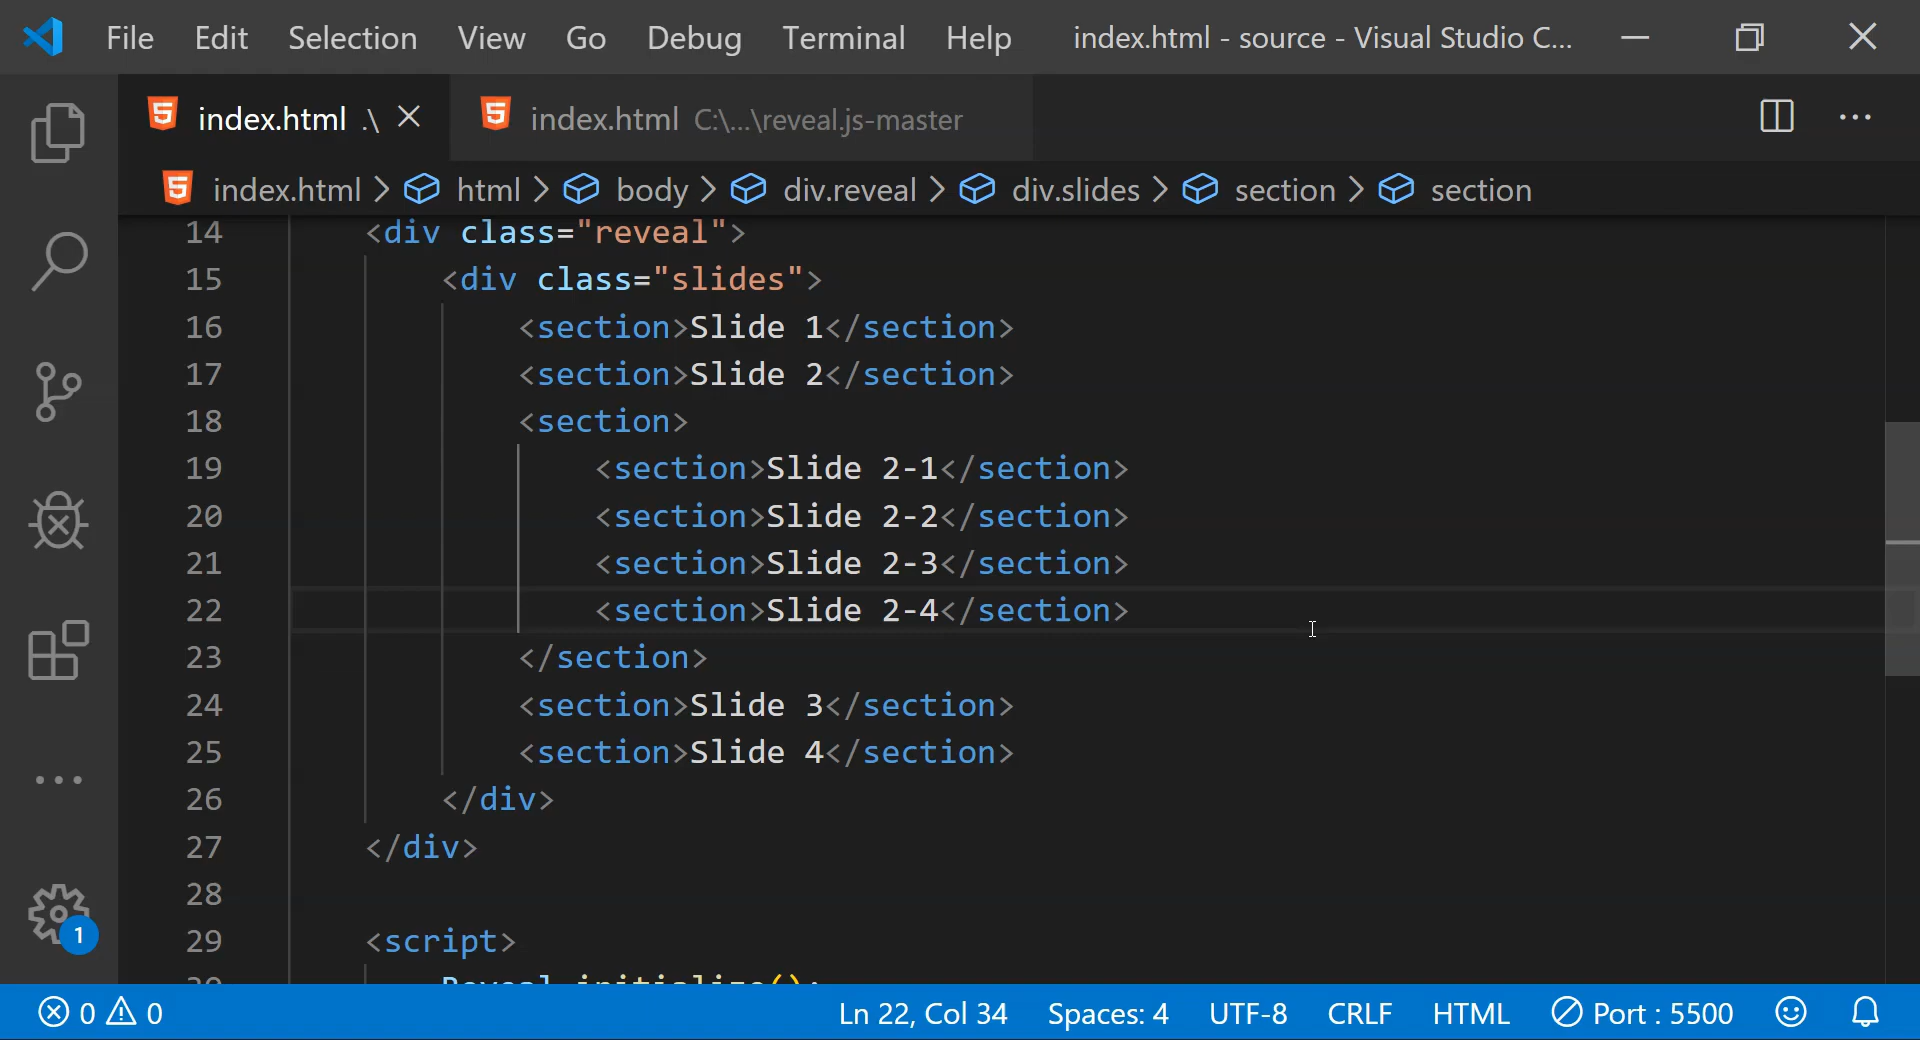 File Edit Selection View Go Debug Terminal Help index.html - source - Visual Studio C...
index.html .\ index.html C:\...\reveal.js-master
index.html > html > body > div.reveal > div.slides > section > section
14 <div class="reveal">
15 <div class="slides">
16 <section>Slide 1</section>
17 <section>Slide 2</section>
18 <section>
19 <section>Slide 2-1</section>
20 <section>Slide 2-2</section>
21 <section>Slide 2-3</section>
22 <section>Slide 2-4</section>
23 </section>
24 <section>Slide 3</section>
25 <section>Slide 4</section>
26 </div>
27 </div>
28
29 <script>
30 Reveal.initialize();
1
0 0 Ln 22, Col 34 Spaces: 4 UTF-8 CRLF HTML Port : 5500